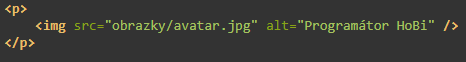 <p>
    <img src="obrazky/avatar.jpg" alt="Programátor HoBi" />
</p>